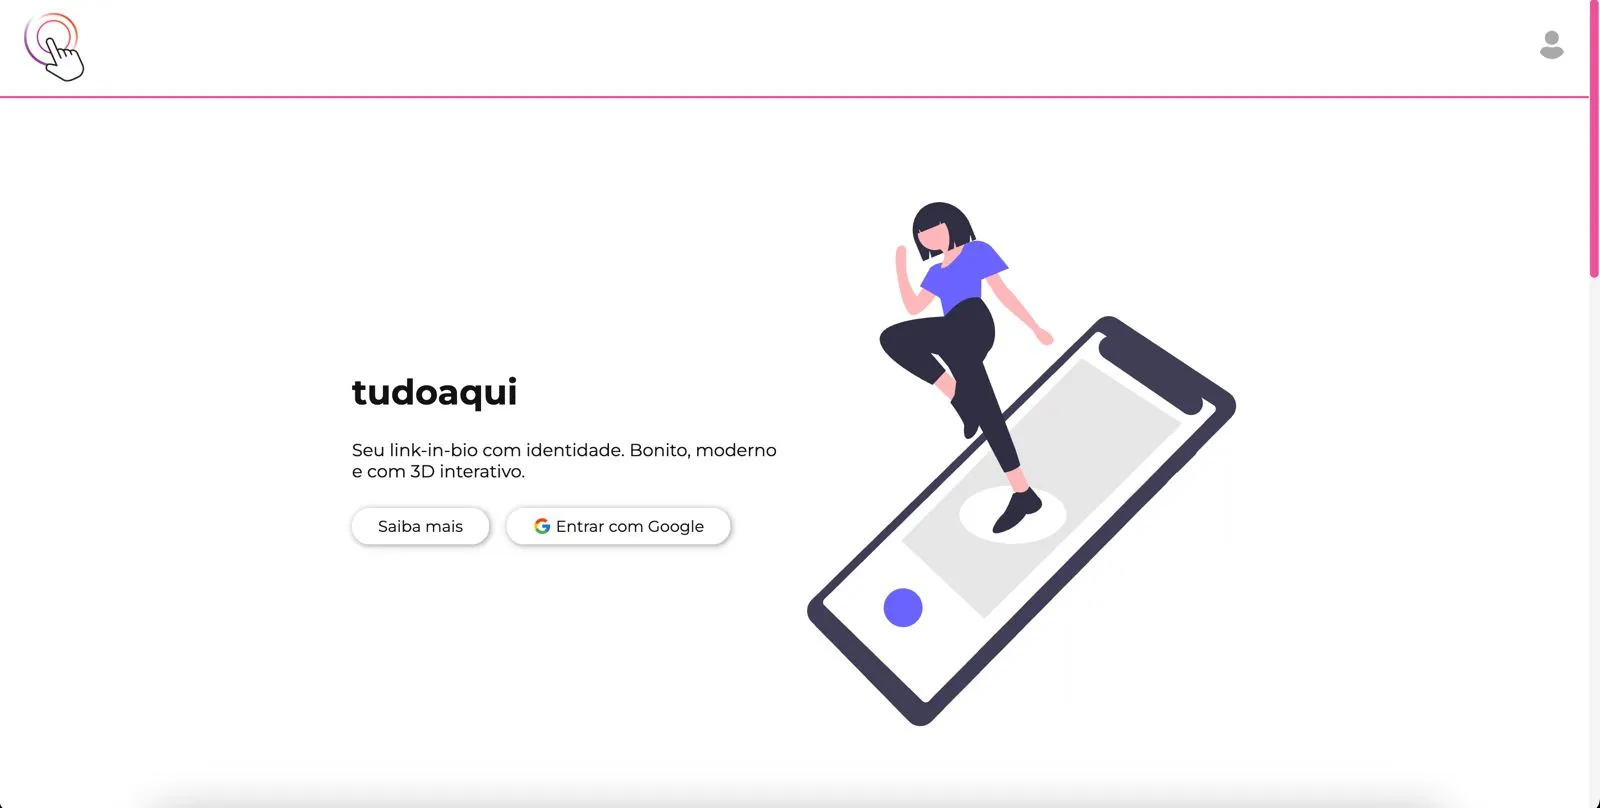 tudoaqui
Seu link-in-bio com identidade. Bonito, moderno
e com 3D interativo.
Saiba mais
Entrar com Google